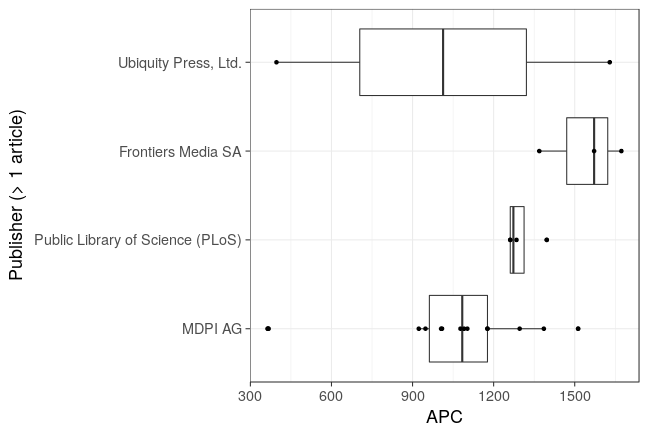 Publisher (> 1 article)
Ubiquity Press, Ltd.
Frontiers Media SA
Public Library of Science (PLoS)
MDPI AG
300 600 900 1200 1500
APC